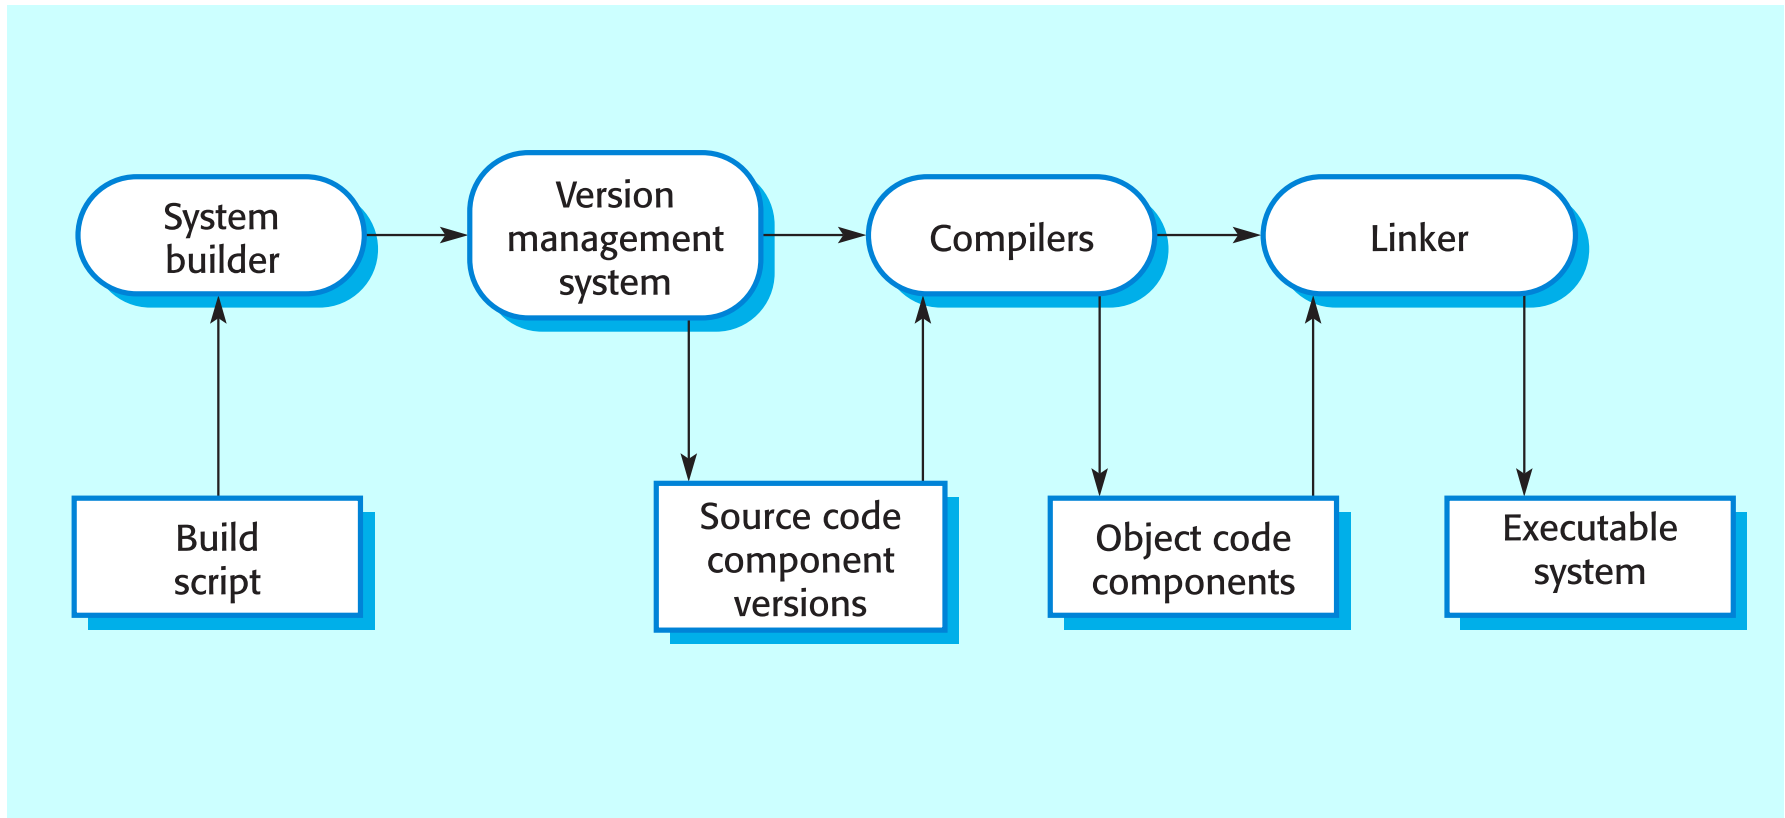 System
builder
Version
management
system
Compilers
Linker
Build
script
Source code
component
versions
Object code
components
Executable
system